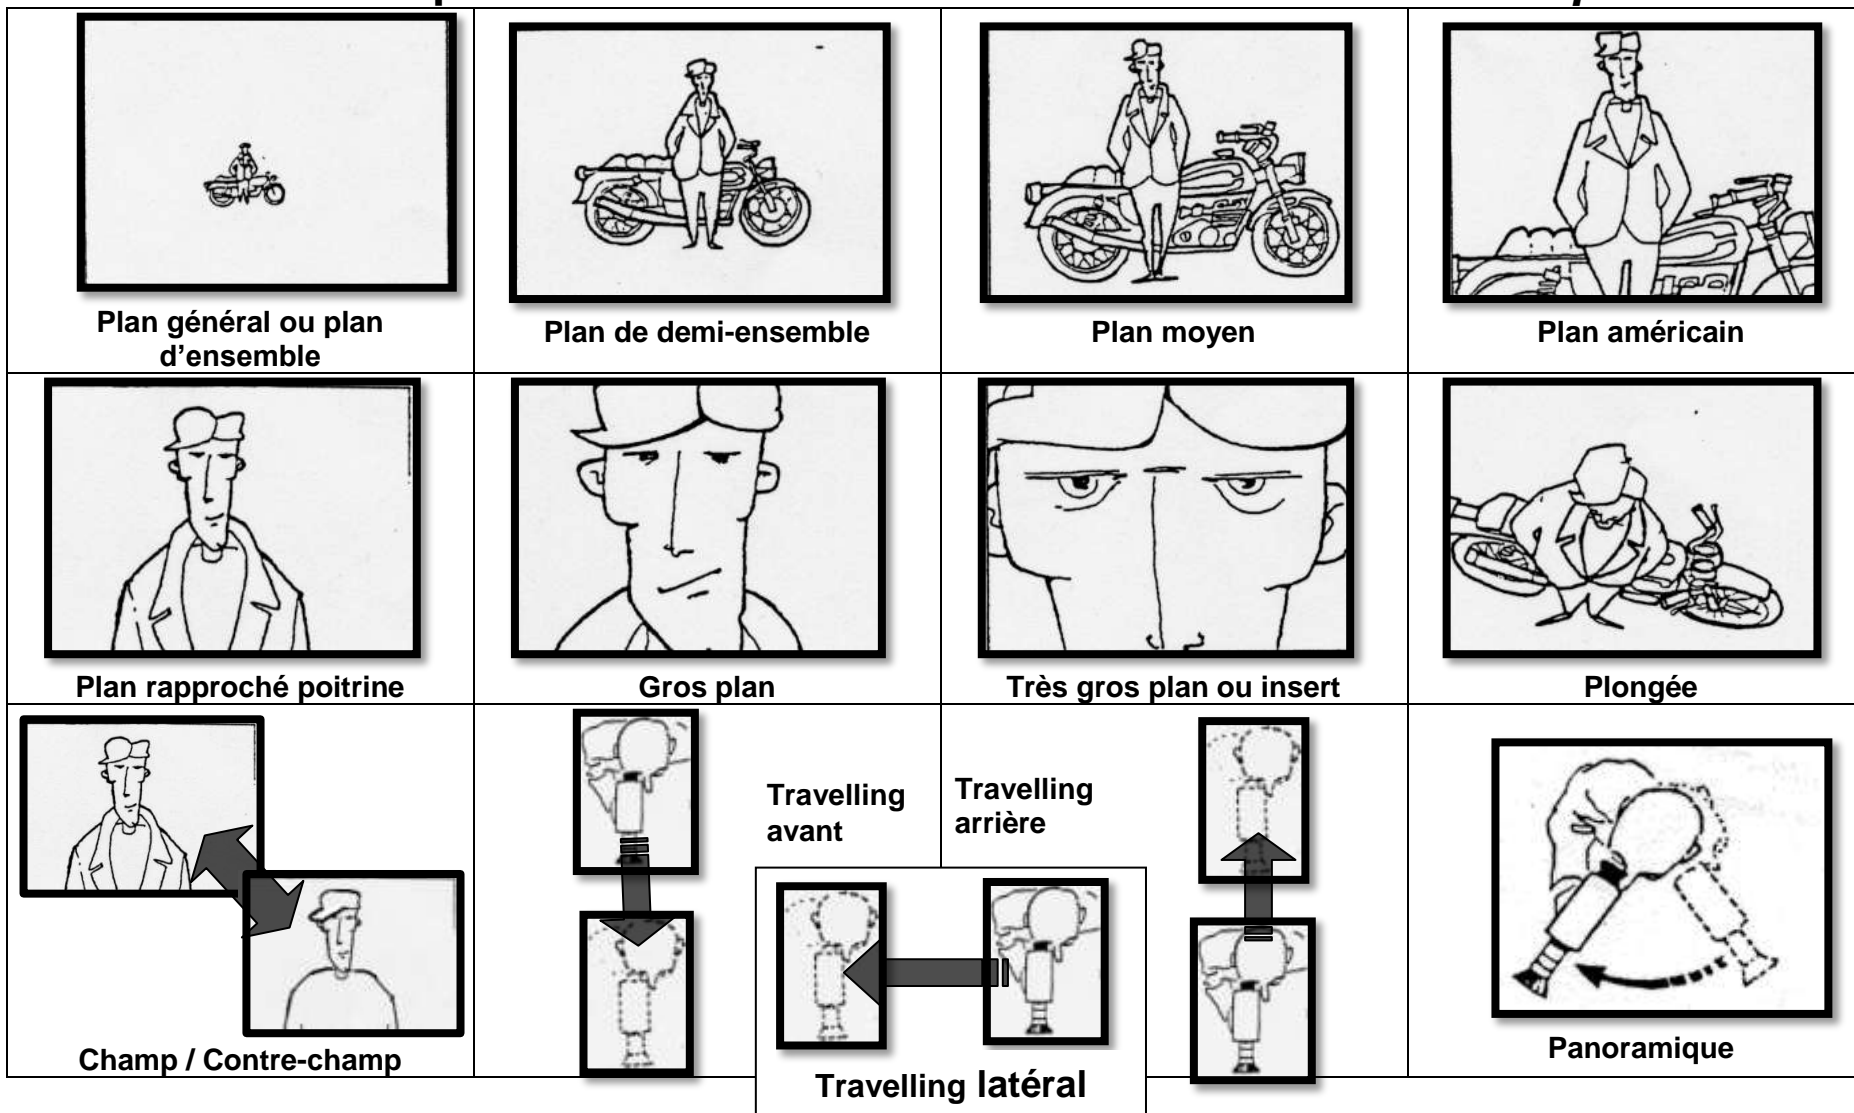 Plan général ou plan
d’ensemble
Plan de demi-ensemble
Plan moyen
Plan américain
Plan rapproché poitrine
Gros plan
Très gros plan ou insert
Plongée
Champ / Contre-champ
Travelling
avant
Travelling
arrière
Travelling latéral
Panoramique